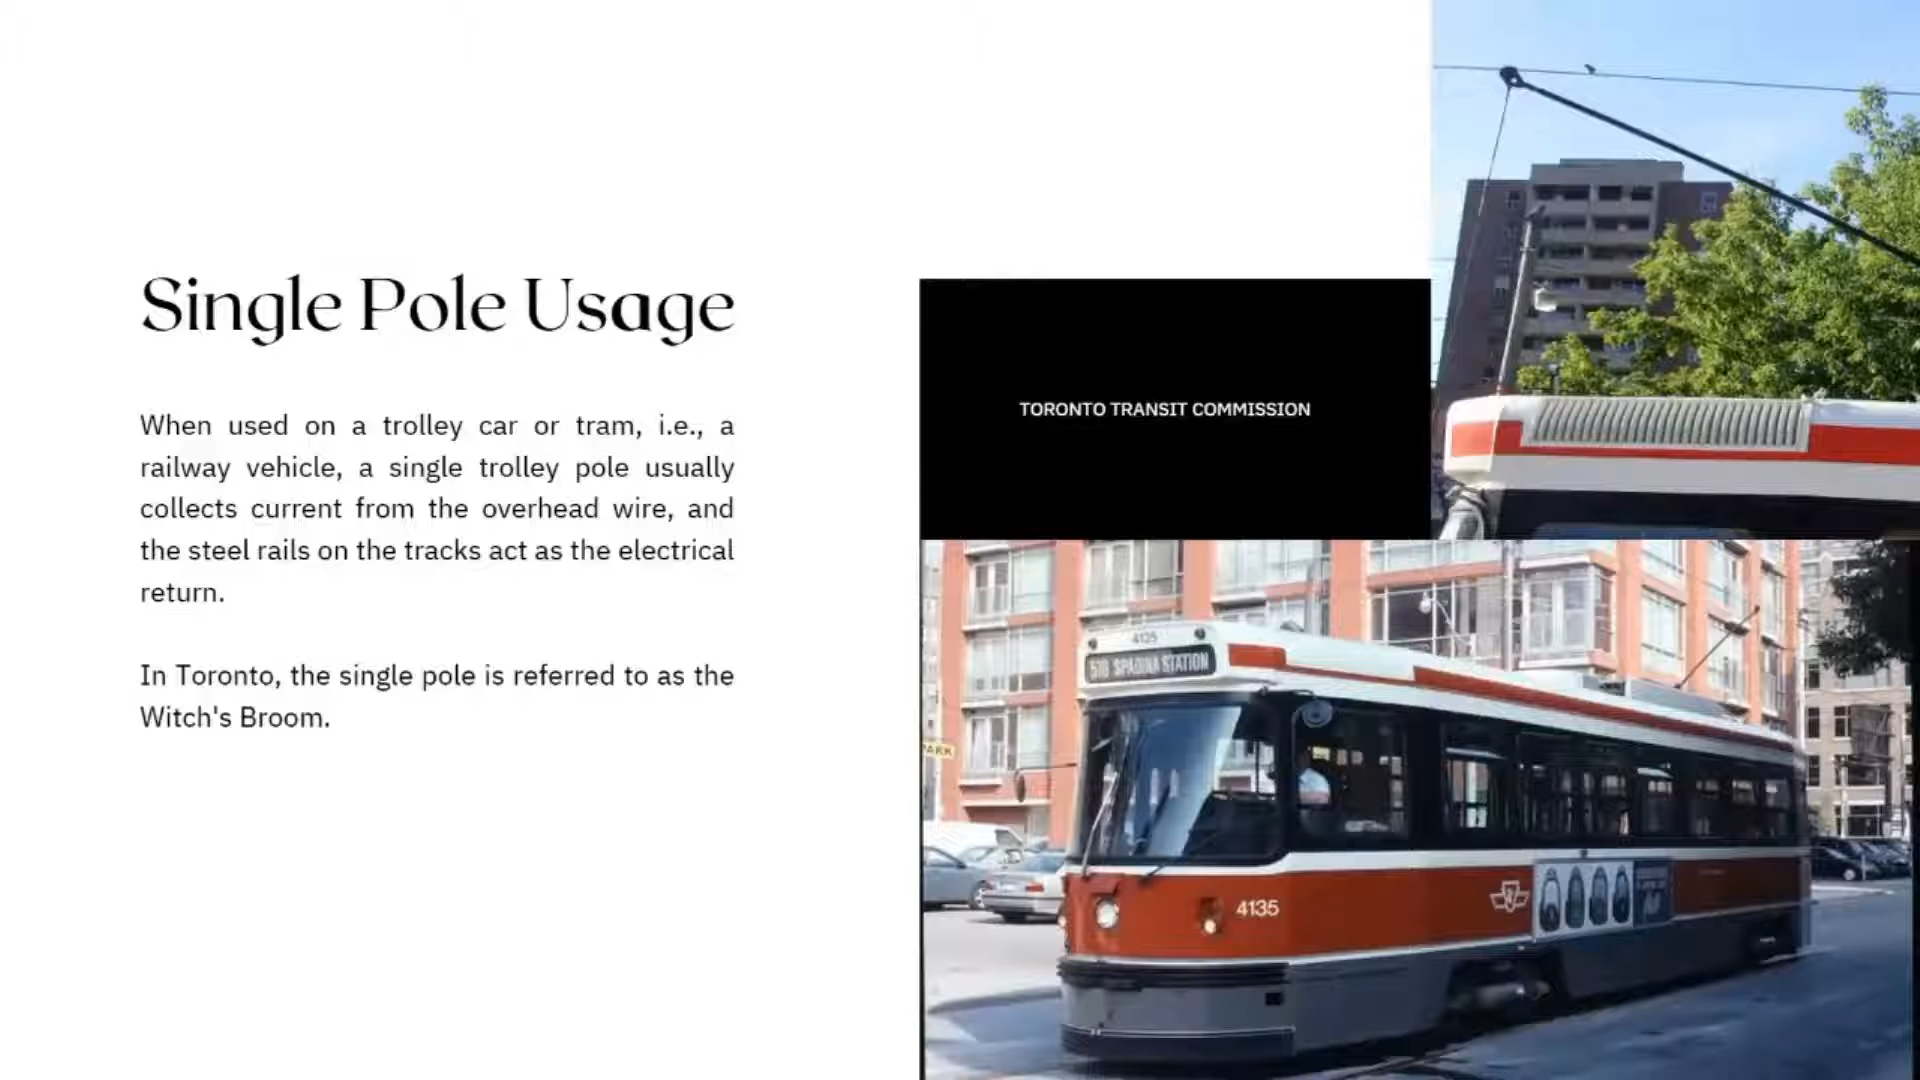 Single Pole Usage
When used on a trolley car or tram, i.e., a
railway vehicle, a single trolley pole usually
collects current from the overhead wire, and
the steel rails on the tracks act as the electrical
return.
In Toronto, the single pole is referred to as the
Witch's Broom.
TORONTO TRANSIT COMMISSION
4135
510 SPADINA STATION
PARK
4135